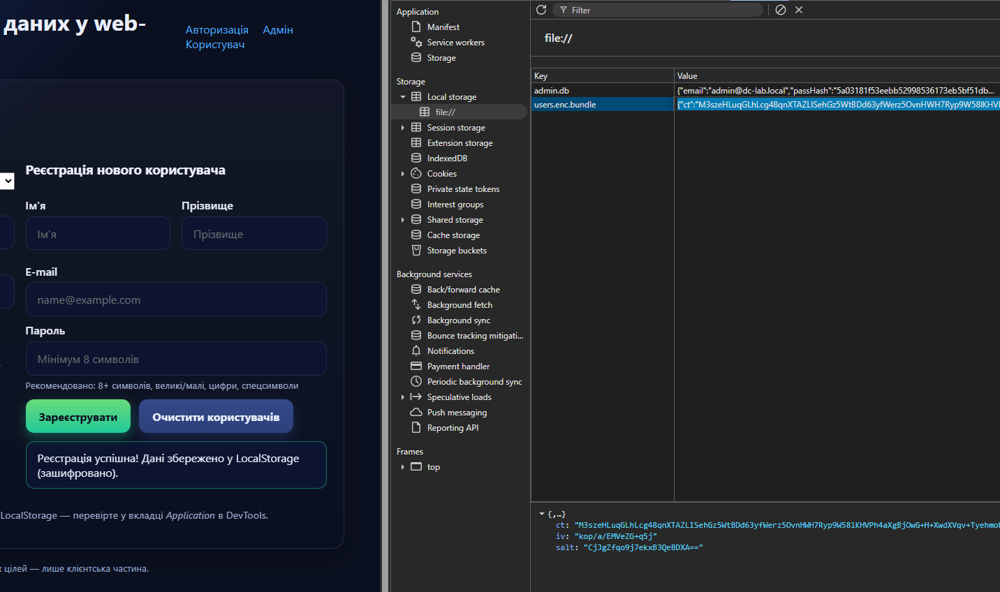 даних у web-
Авторизація Адмін
Користувач
Реєстрація нового користувача
Ім'я Прізвище
Ім'я Прізвище
E-mail
name@example.com
Пароль
Мінімум 8 символів
Рекомендовано: 8+ символів, великі/малі, цифри, спецсимволи
Зареєструвати Очистити користувачів
Реєстрація успішна! Дані збережено у LocalStorage
(зашифровано).
LocalStorage — перевірте у вкладці Application в DevTools.
х цілей — лише клієнтська частина.
Application
Manifest
Service workers
Storage
Storage
Local storage
file://
Session storage
Extension storage
IndexedDB
Cookies
Private state tokens
Interest groups
Shared storage
Cache storage
Storage buckets
Background services
Back/forward cache
Background fetch
Background sync
Bounce tracking mitigati...
Notifications
Payment handler
Periodic background sync
Speculative loads
Push messaging
Reporting API
Frames
top
Filter
file://
Key Value
admin.db {"email":"admin@dc-lab.local","passHash":"5a03181f53eebb52998536173eb5bf51db...
users.enc.bundle {"ct":"M3szeHLuqGLhLcg48qnXTAZLISehGz5WtBDd63yfWerz5OvnHWH7Ryp9W58lKHVI
{,…}
ct: "M3szeHLuqGLhLcg48qnXTAZLISehGz5WtBDd63yfWerz5OvnHWH7Ryp9W58lKHVPh4aXgBjOwG+H+XwdXVqv+Tyehmol
iv: "kop/a/EMVeZG+q5j"
salt: "CjJgZfqo9j7ekxB3QeBDXA=="